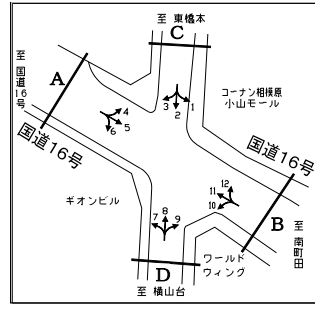 至 東橋本
C
至 国道16号
A
コーナン相模原
小山モール
3 2 1
4
5
6
国道16号
国道16号
ギオンビル
12
11
10
8
7 9
B
至 南町田
D
ワールド
ウィング
至 横山台